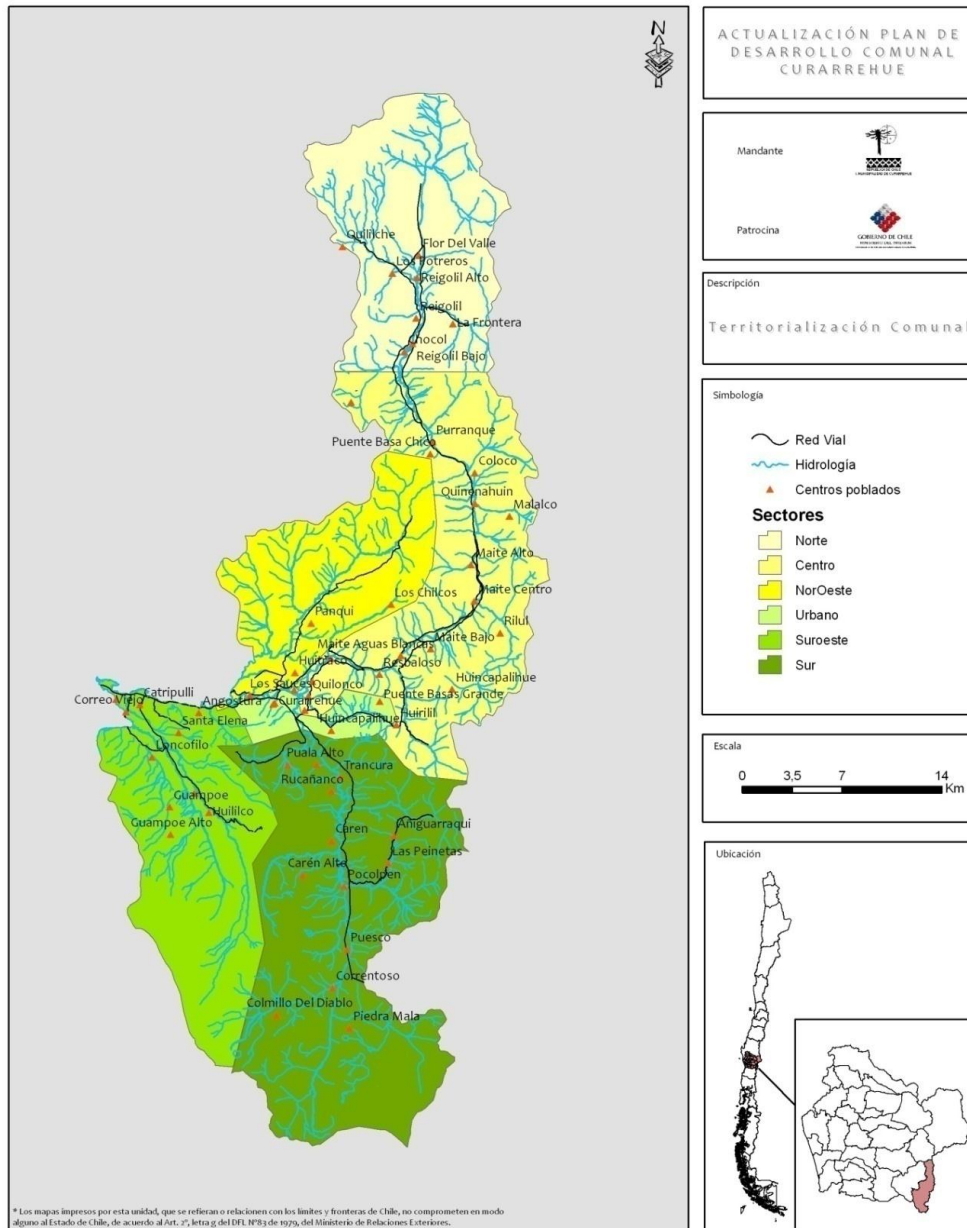 N
ACTUALIZACIÓN PLAN DE
DESARROLLO COMUNAL
CURARREHUE
Mandante
Patrocina
GOBIERNO DE CHILE
Descripción
Territorialización Comunal
Simbología
Red Vial
Hidrología
Centros poblados
Sectores
Norte
Centro
NorOeste
Urbano
Suroeste
Sur
Escala
0 3,5 7 14
Km
Ubicación
Quililche
Flor Del Valle
Los Potreros
Reigolil Alto
Reigolil
La Frontera
Chocol
Reigolil Bajo
Purranque
Puente Basa Chico
Coloco
Quinenahuin
Malalco
Maite Alto
Maite Centro
Los Chilcos
Panqui
Rilul
Maite Bajo
Maite Aguas Blancas
Resbaloso
Huitraco
Los Sauces
Quilonco
Huincapalihue
Puente Basas Grande
Catripulli
Correo Viejo
Angostura
Curarrehue
Huirilil
Santa Elena
Huincapalihue
Loncofilo
Puala Alto
Trancura
Rucañanco
Guampoe
Huililco
Guampoe Alto
Caren
Aniguarraqui
Las Peinetas
Carén Alto
Pocolpen
Puesco
Correntoso
Colmillo Del Diablo
Piedra Mala
* Los mapas impresos por esta unidad, que se refieran o relacionen con los límites y fronteras de Chile, no comprometen en modo
alguno al Estado de Chile, de acuerdo al Art. 2º, letra g del DFL Nº83 de 1979, del Ministerio de Relaciones Exteriores.